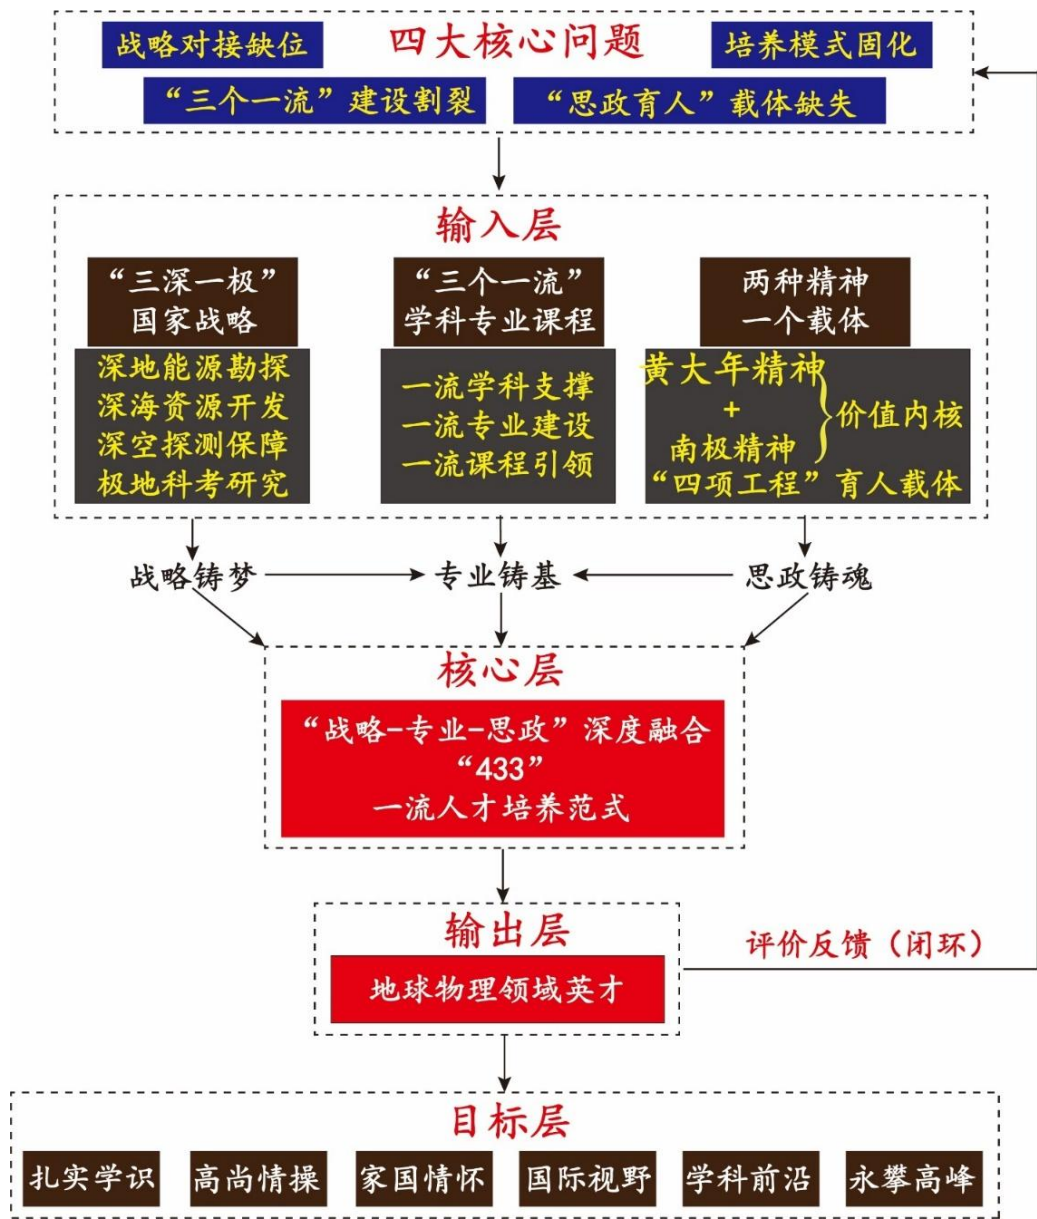 四大核心问题
战略对接缺位
培养模式固化
“三个一流”建设割裂
“思政育人”载体缺失
输入层
“三深一极”
国家战略
深地能源勘探
深海资源开发
深空探测保障
极地科考研究
“三个一流”
学科专业课程
一流学科支撑
一流专业建设
一流课程引领
两种精神
一个载体
黄大年精神
+
南极精神
价值内核
“四项工程”育人载体
战略铸梦
专业铸基
思政铸魂
核心层
“战略-专业-思政”深度融合
“433”
一流人才培养范式
输出层
地球物理领域英才
评价反馈（闭环）
目标层
扎实学识
高尚情操
家国情怀
国际视野
学科前沿
永攀高峰